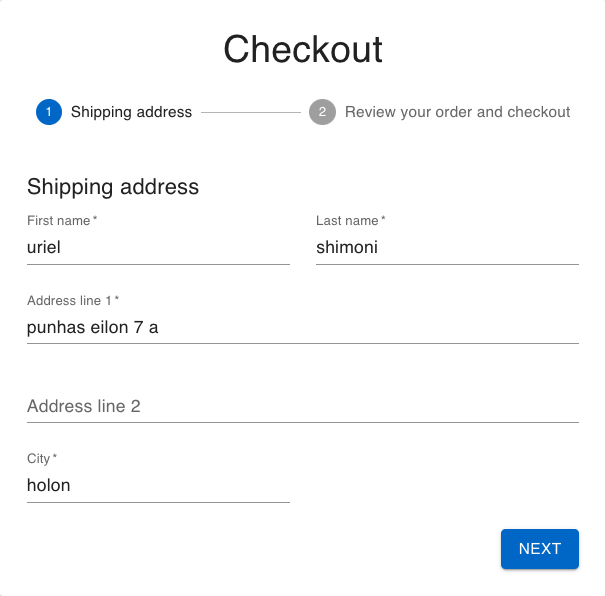 Checkout
1 Shipping address 2 Review your order and checkout
Shipping address
First name * Last name *
uriel shimoni
Address line 1 *
punhas eilon 7 a
Address line 2
City *
holon
NEXT